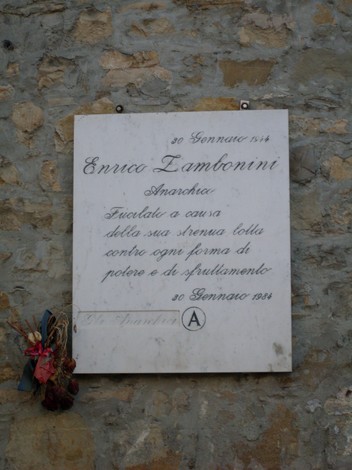 20 Gennaio 1944
Enrico Zambonini
Anarchico
Fucilato a causa
della sua strenua lotta
contro ogni forma di
potere e di sfruttamento
20 Gennaio 1984
A